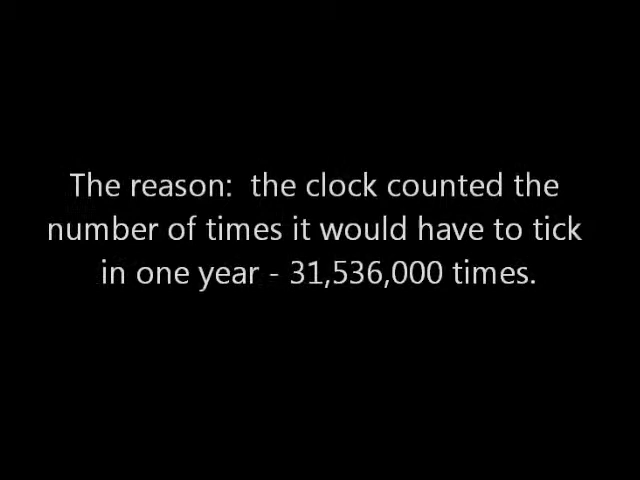 The reason:  the clock counted the
number of times it would have to tick
in one year - 31,536,000 times.